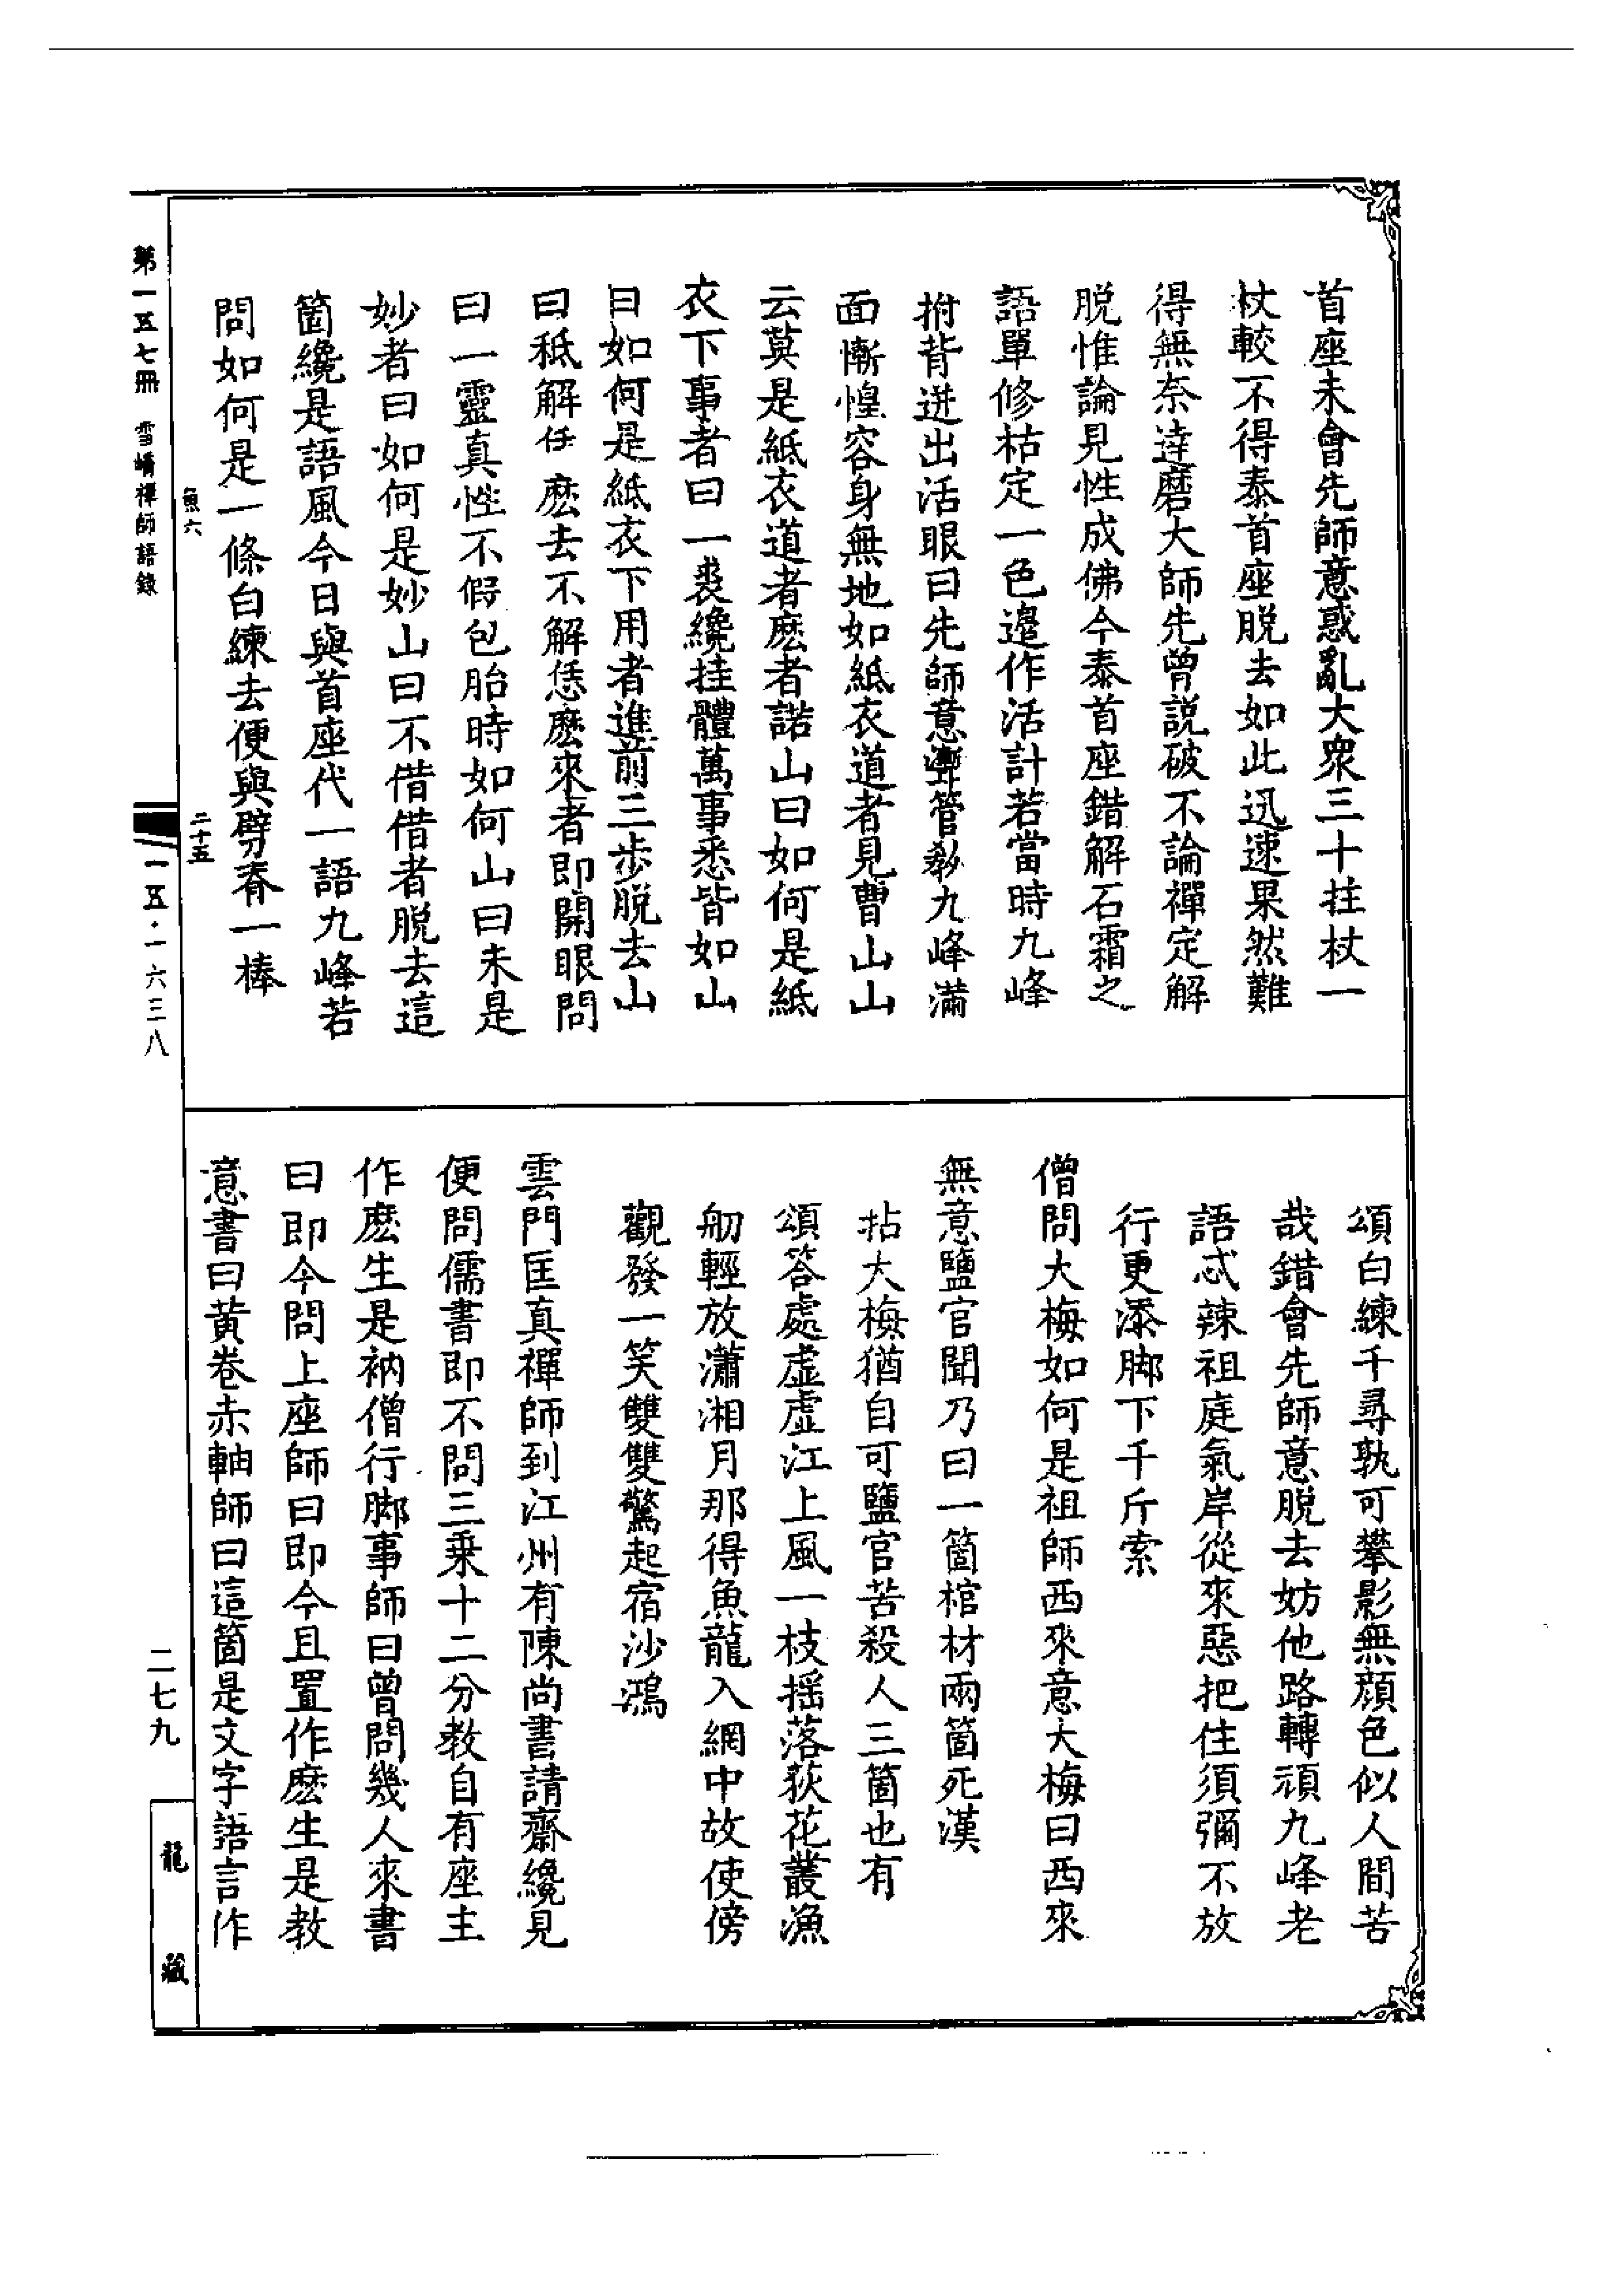 首座未會先師意惑亂大衆三十拄杖一
杖較不得泰首座脱去如此迅速果然難
得無奈達磨大師先曾説破不論禪定解
脱惟論見性成佛今泰首座錯解石霜之
語單修枯定一色邉作活計若當時九峰
拊背迸出活眼曰先師意聻管敎九峰滿
面慚惶容身無地如紙衣道者見曹山山
云莫是紙衣道者麽者諾山曰如何是紙
衣下事者曰一裘纔挂體萬事悉皆如山
曰如何是紙衣下用者進前三歩脱去山
曰秪解任麽去不解恁麽來者即開眼問
曰一靈真性不假包胎時如何山曰未是
妙者曰如何是妙山曰不借借者脱去這
箇纔是語風今日與首座代一語九峰若
問如何是一條白練去便與劈脊一棒
頌白練千尋孰可攀影無顔色似人間苦
哉錯會先師意脱去妨他路轉頑九峰老
語忒辣祖庭氣岸從來惡把住須彌不放
行更添脚下千斤索
僧問大梅如何是祖師西來意大梅曰西來
無意鹽官聞乃曰一箇棺材兩箇死漢
拈大梅猶自可鹽官苦殺人三箇也有
頌答處虚虚江上風一枝揺落荻花叢漁
舠輕放瀟湘月那得魚龍入網中故使傍
觀發一笑雙雙驚起宿沙鴻
雲門匡真禪師到江州有陳尚書請齋纔見
便問儒書即不問三乗十二分教自有座主
作麽生是衲僧行脚事師曰曾問幾人來書
曰即今問上座師曰即今且置作麽生是教
意書曰黄卷赤軸師曰這箇是文字語言作
第一五七冊 雪嶠禪師語錄
魚六
二十五
一五·一六三八
二七九
龍藏